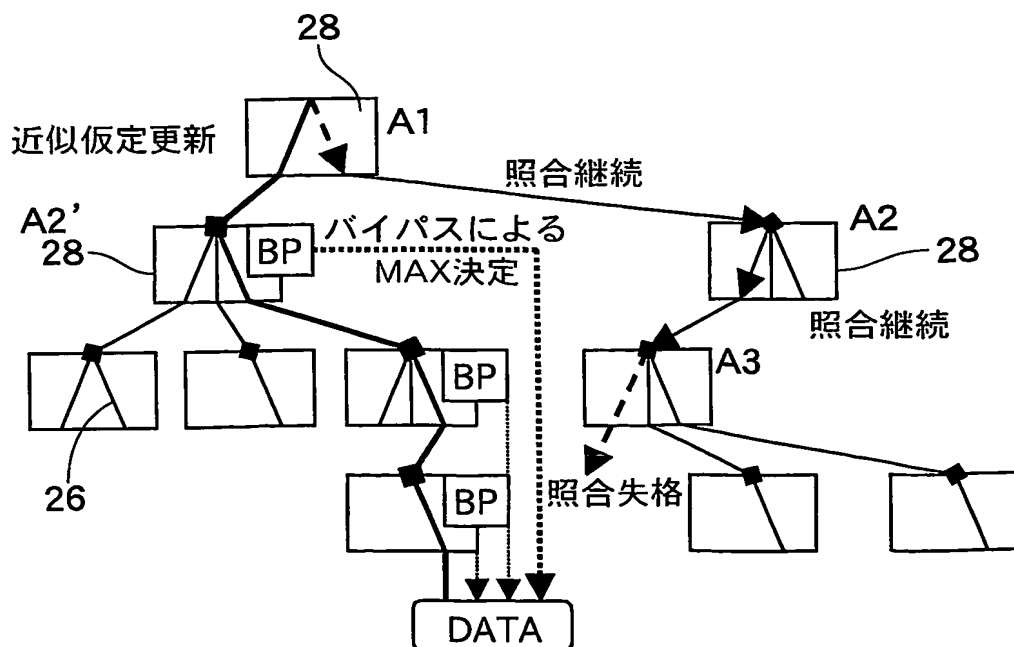 28
A1
近似仮定更新
照合継続
A2'
28
BP
バイパスによる
MAX決定
A2
28
照合継続
BP
A3
26
BP
照合失格
DATA